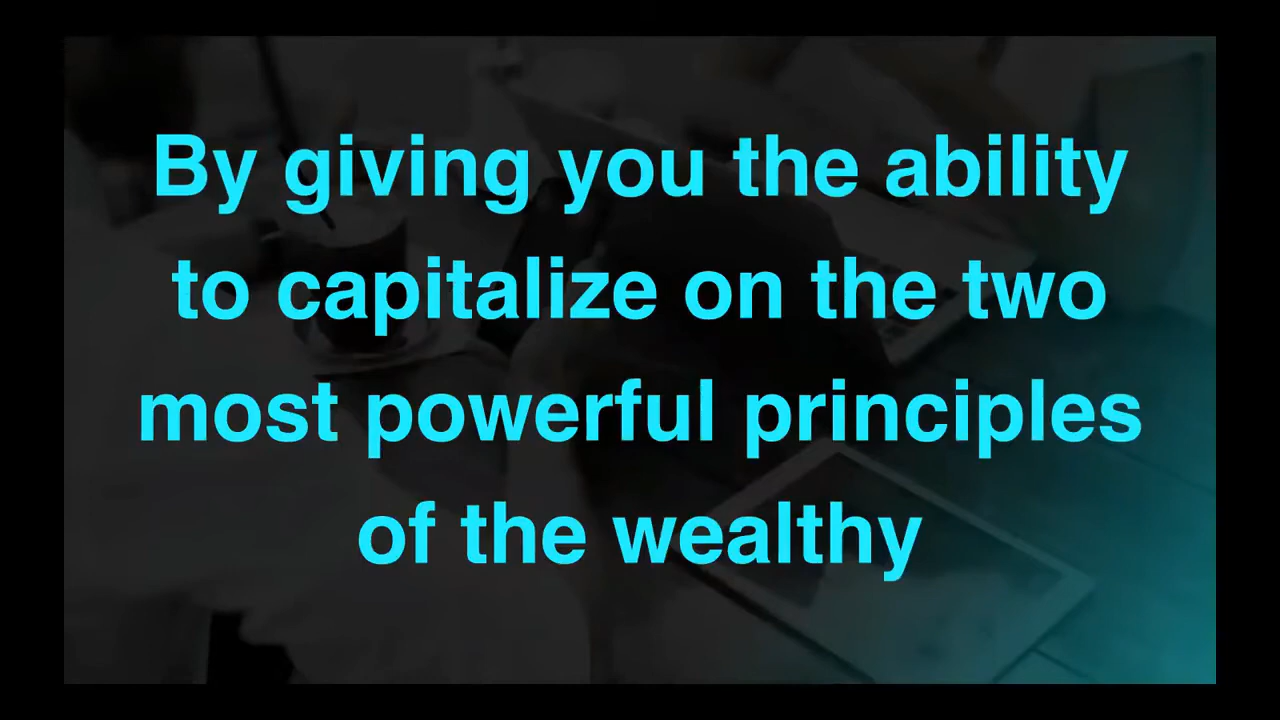 By giving you the ability
to capitalize on the two
most powerful principles
of the wealthy